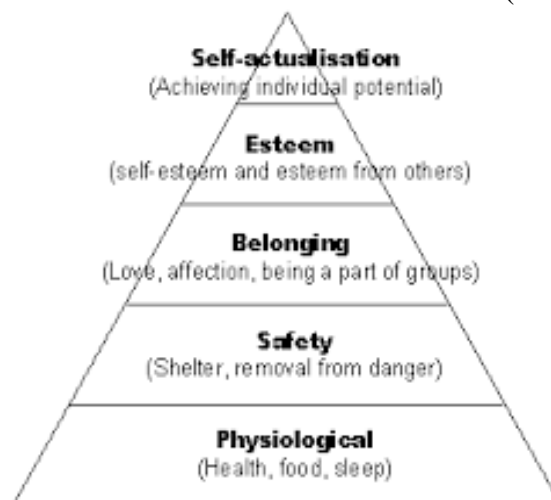 (
Self-actualisation
(Achieving individual potential)
Esteem
(self-esteem and esteem from others)
Belonging
(Love, affection, being a part of groups)
Safety
(Shelter, removal from danger)
Physiological
(Health, food, sleep)